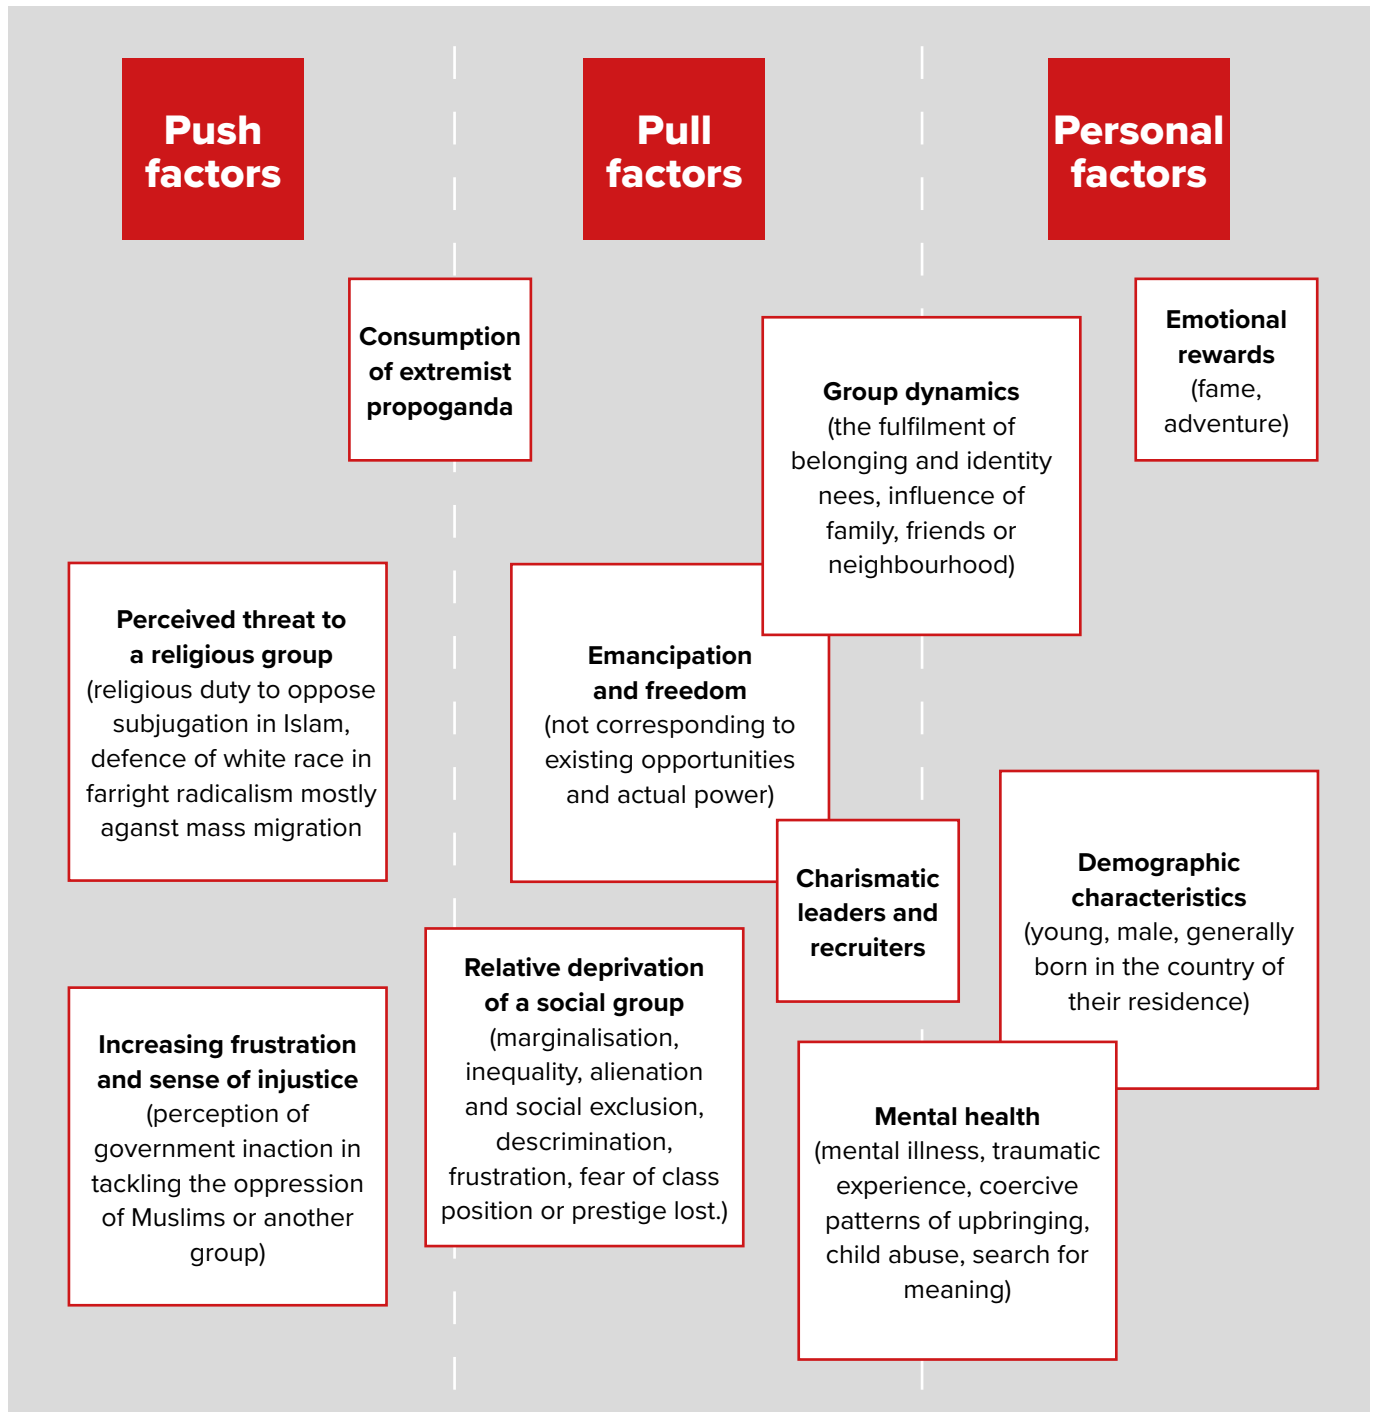 Push
factors
Pull
factors
Personal
factors
Consumption
of extremist
propoganda
Group dynamics
(the fulfilment of
belonging and identity
nees, influence of
family, friends or
neighbourhood)
Emotional
rewards
(fame,
adventure)
Perceived threat to
a religious group
(religious duty to oppose
subjugation in Islam,
defence of white race in
farright radicalism mostly
aganst mass migration
Emancipation
and freedom
(not corresponding to
existing opportunities
and actual power)
Charismatic
leaders and
recruiters
Demographic
characteristics
(young, male, generally
born in the country of
their residence)
Relative deprivation
of a social group
(marginalisation,
inequality, alienation
and social exclusion,
descrimination,
frustration, fear of class
position or prestige lost.)
Increasing frustration
and sense of injustice
(perception of
government inaction in
tackling the oppression
of Muslims or another
group)
Mental health
(mental illness, traumatic
experience, coercive
patterns of upbringing,
child abuse, search for
meaning)